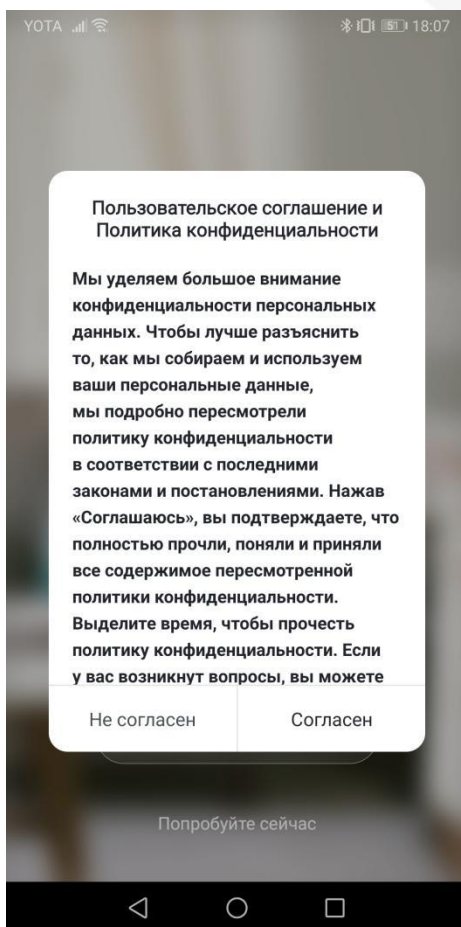 YOTA 51 18:07
Пользовательское соглашение и
Политика конфиденциальности
Мы уделяем большое внимание
конфиденциальности персональных
данных. Чтобы лучше разъяснить
то, как мы собираем и используем
ваши персональные данные,
мы подробно пересмотрели
политику конфиденциальности
в соответствии с последними
законами и постановлениями. Нажав
«Соглашаюсь», вы подтверждаете, что
полностью прочли, поняли и приняли
все содержимое пересмотренной
политики конфиденциальности.
Выделите время, чтобы прочесть
политику конфиденциальности. Если
у вас возникнут вопросы, вы можете
Не согласен Согласен
Попробуйте сейчас